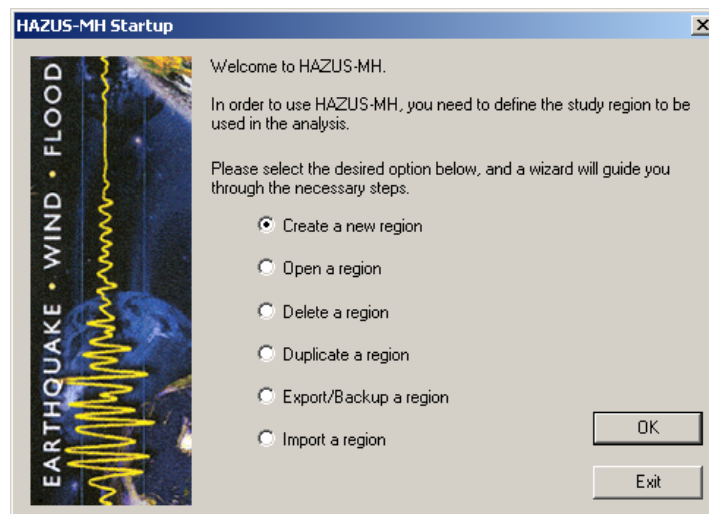 HAZUS-MH Startup
EARTHQUAKE • WIND • FLOOD
Welcome to HAZUS-MH.
In order to use HAZUS-MH, you need to define the study region to be
used in the analysis.
Please select the desired option below, and a wizard will guide you
through the necessary steps.
Create a new region
Open a region
Delete a region
Duplicate a region
Export/Backup a region
Import a region
OK
Exit